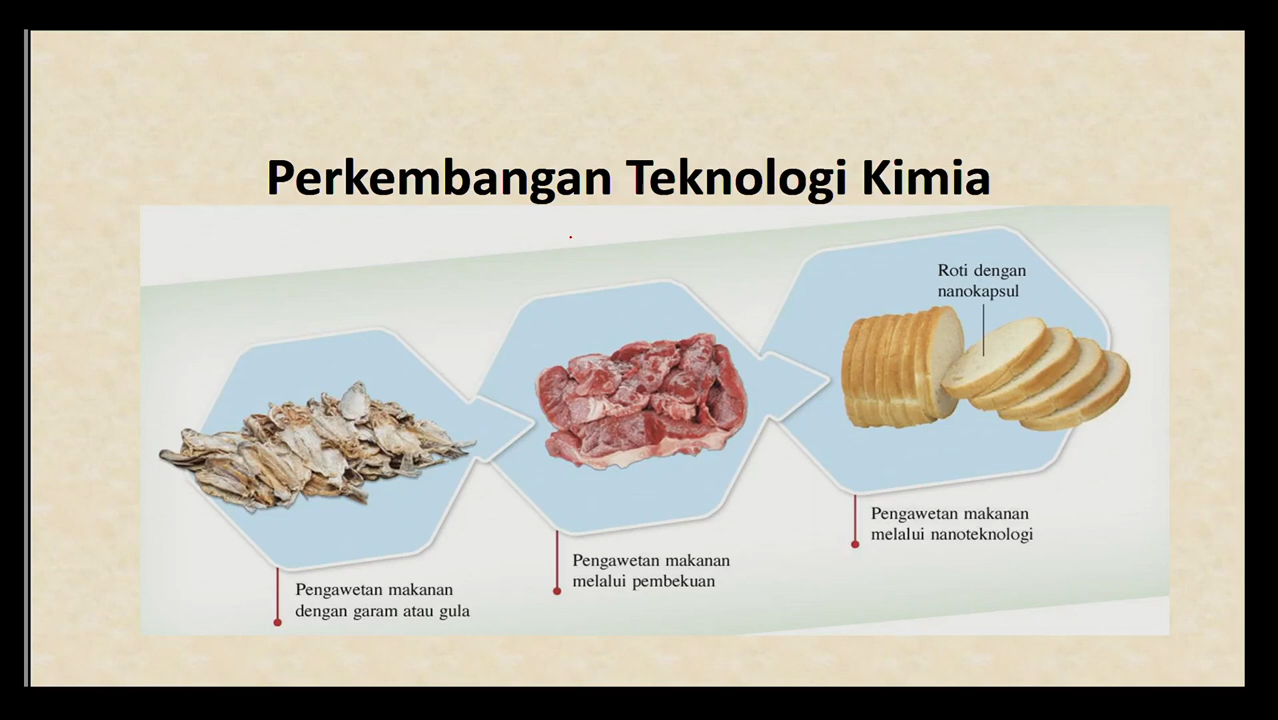 Perkembangan Teknologi Kimia
Roti dengan
nanokapsul
Pengawetan makanan
melalui nanoteknologi
Pengawetan makanan
melalui pembekuan
Pengawetan makanan
dengan garam atau gula